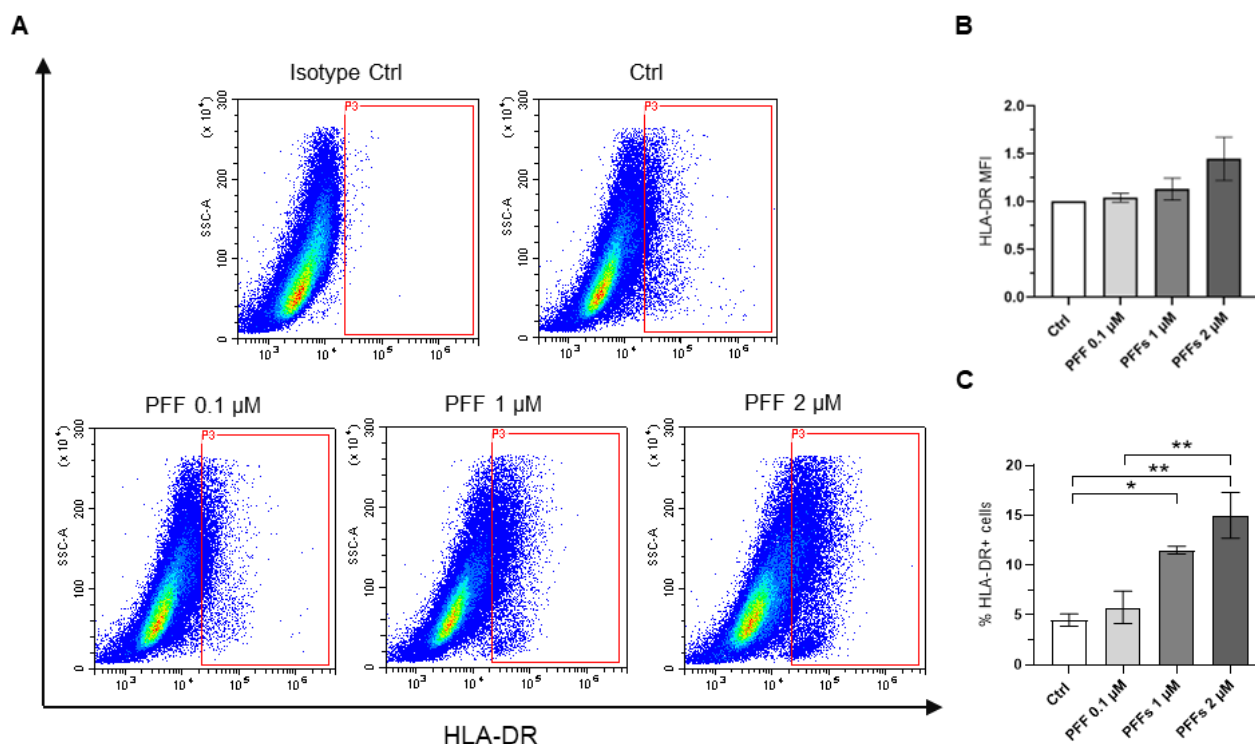 A
Isotype Ctrl
(x 10⁴)
SSC-A
300
200
100
0
P3
10³
10⁴
10⁵
10⁶
Ctrl
(x 10⁴)
SSC-A
300
200
100
0
P3
10³
10⁴
10⁵
10⁶
PFF 0.1 µM
(x 10⁴)
SSC-A
300
200
100
0
P3
10³
10⁴
10⁵
10⁶
PFF 1 µM
(x 10⁴)
SSC-A
300
200
100
0
P3
10³
10⁴
10⁵
10⁶
PFF 2 µM
(x 10⁴)
SSC-A
300
200
100
0
P3
10³
10⁴
10⁵
10⁶
HLA-DR
B
HLA-DR MFI
2.0
1.5
1.0
0.5
0.0
Ctrl
PFF 0.1 µM
PFFs 1 µM
PFFs 2 µM
C
% HLA-DR+ cells
20
15
10
5
0
**
**
*
Ctrl
PFF 0.1 µM
PFFs 1 µM
PFFs 2 µM